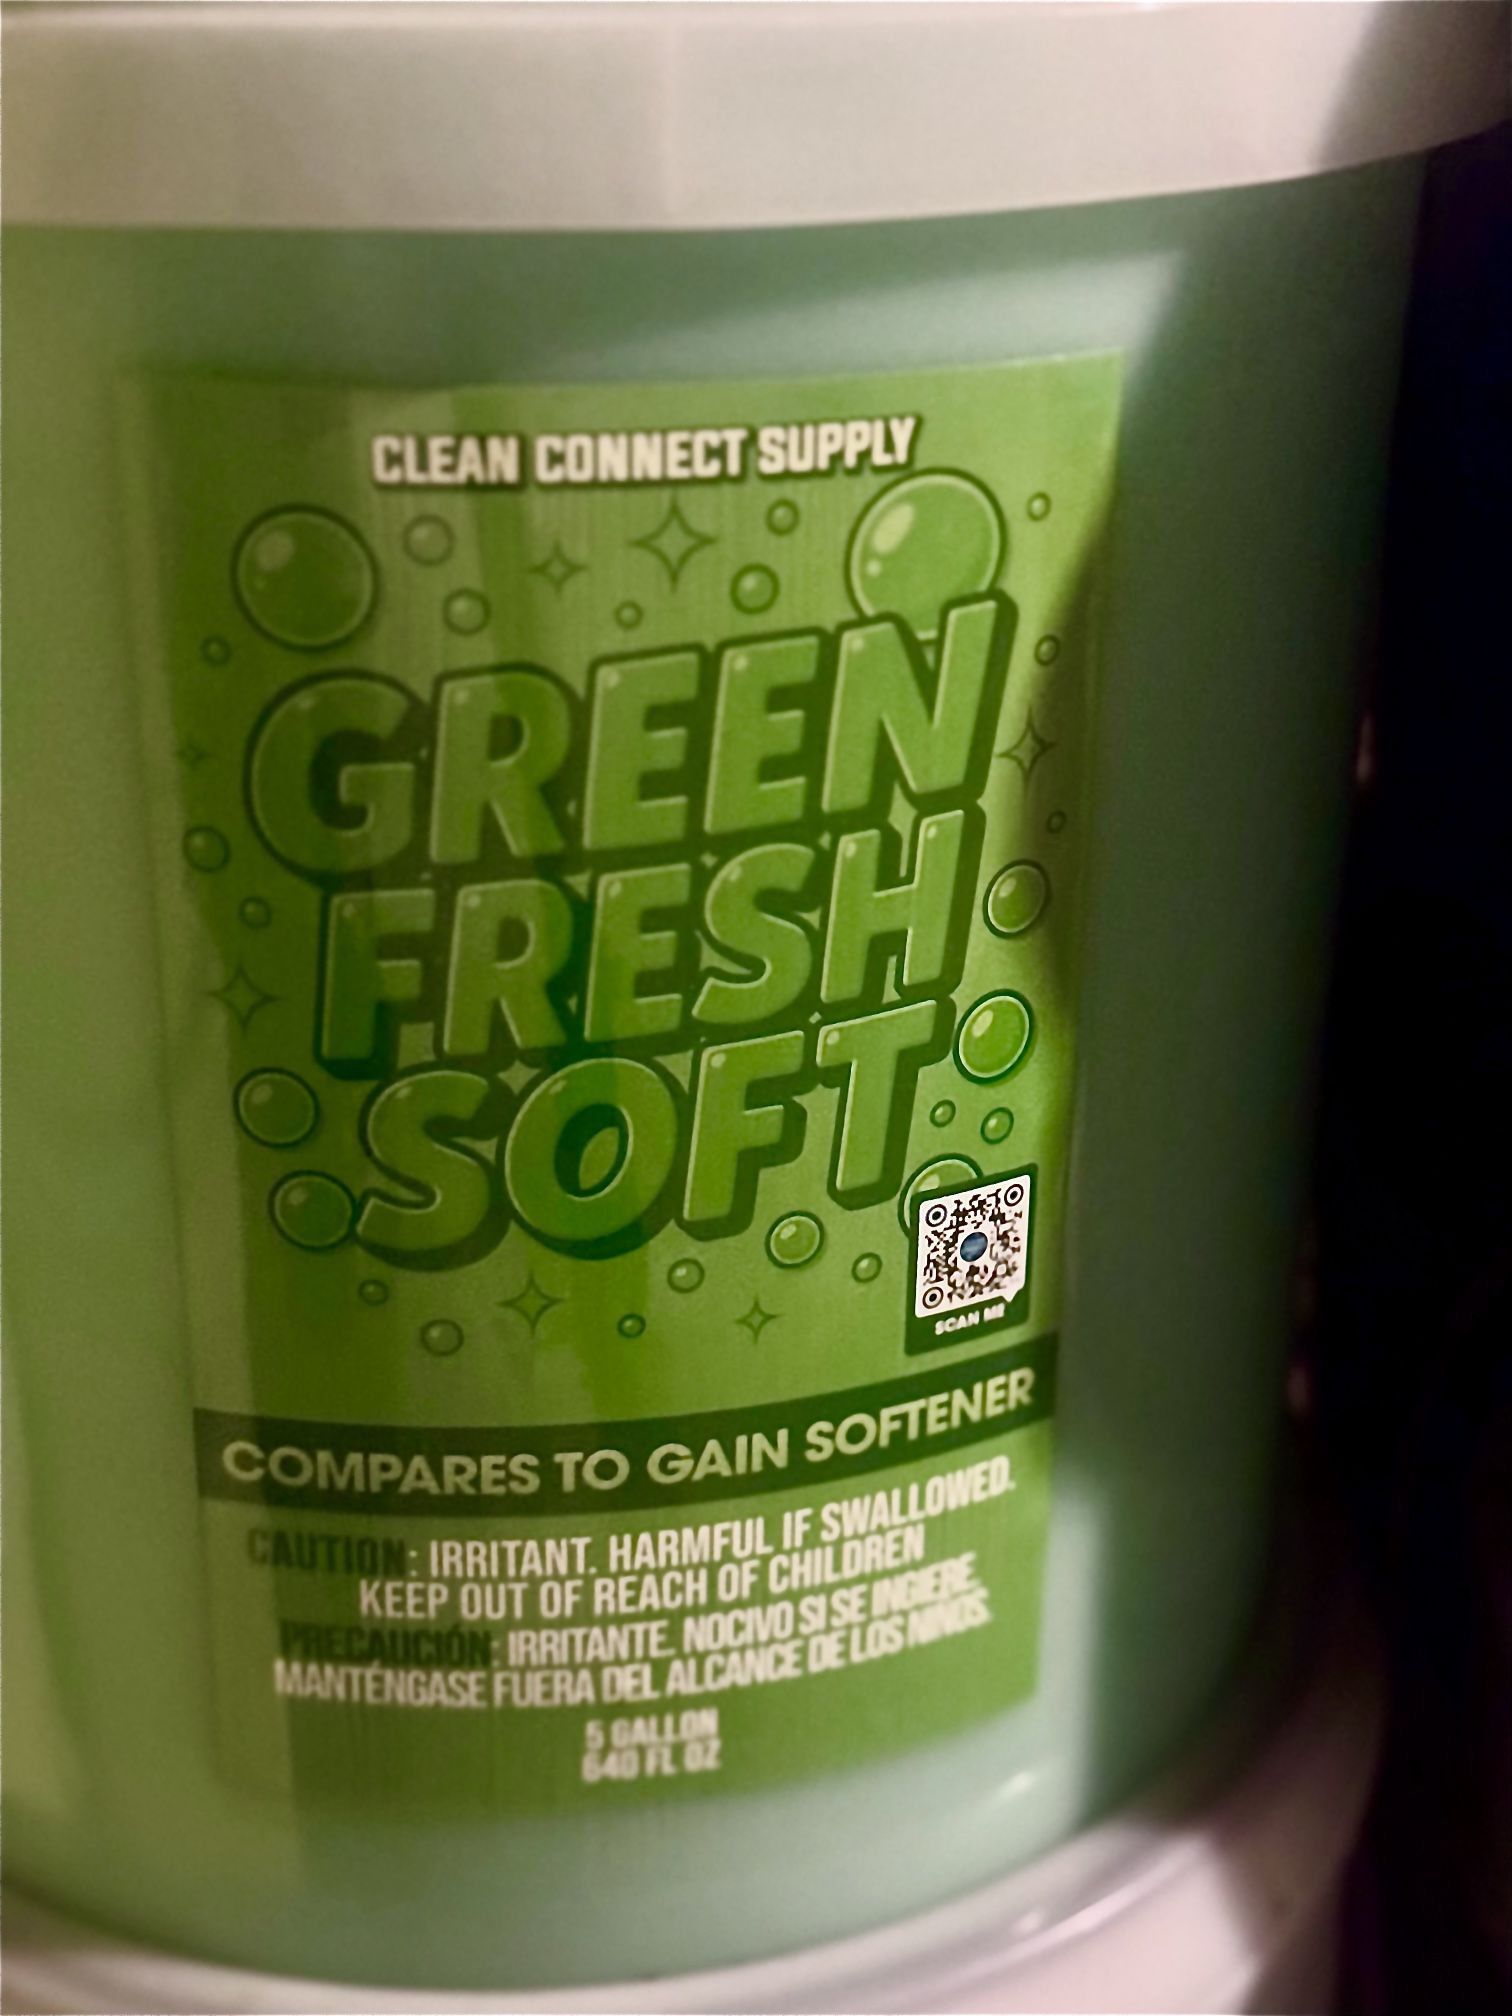 CLEAN CONNECT SUPPLY
GREEN
FRESH
SOFT
SCAN ME
COMPARES TO GAIN SOFTENER
CAUTION: IRRITANT. HARMFUL IF SWALLOWED.
KEEP OUT OF REACH OF CHILDREN
PRECAUCIÓN: IRRITANTE. NOCIVO SI SE INGIERE.
MANTÉNGASE FUERA DEL ALCANCE DE LOS NIÑOS.
5 GALLON
640 FL OZ